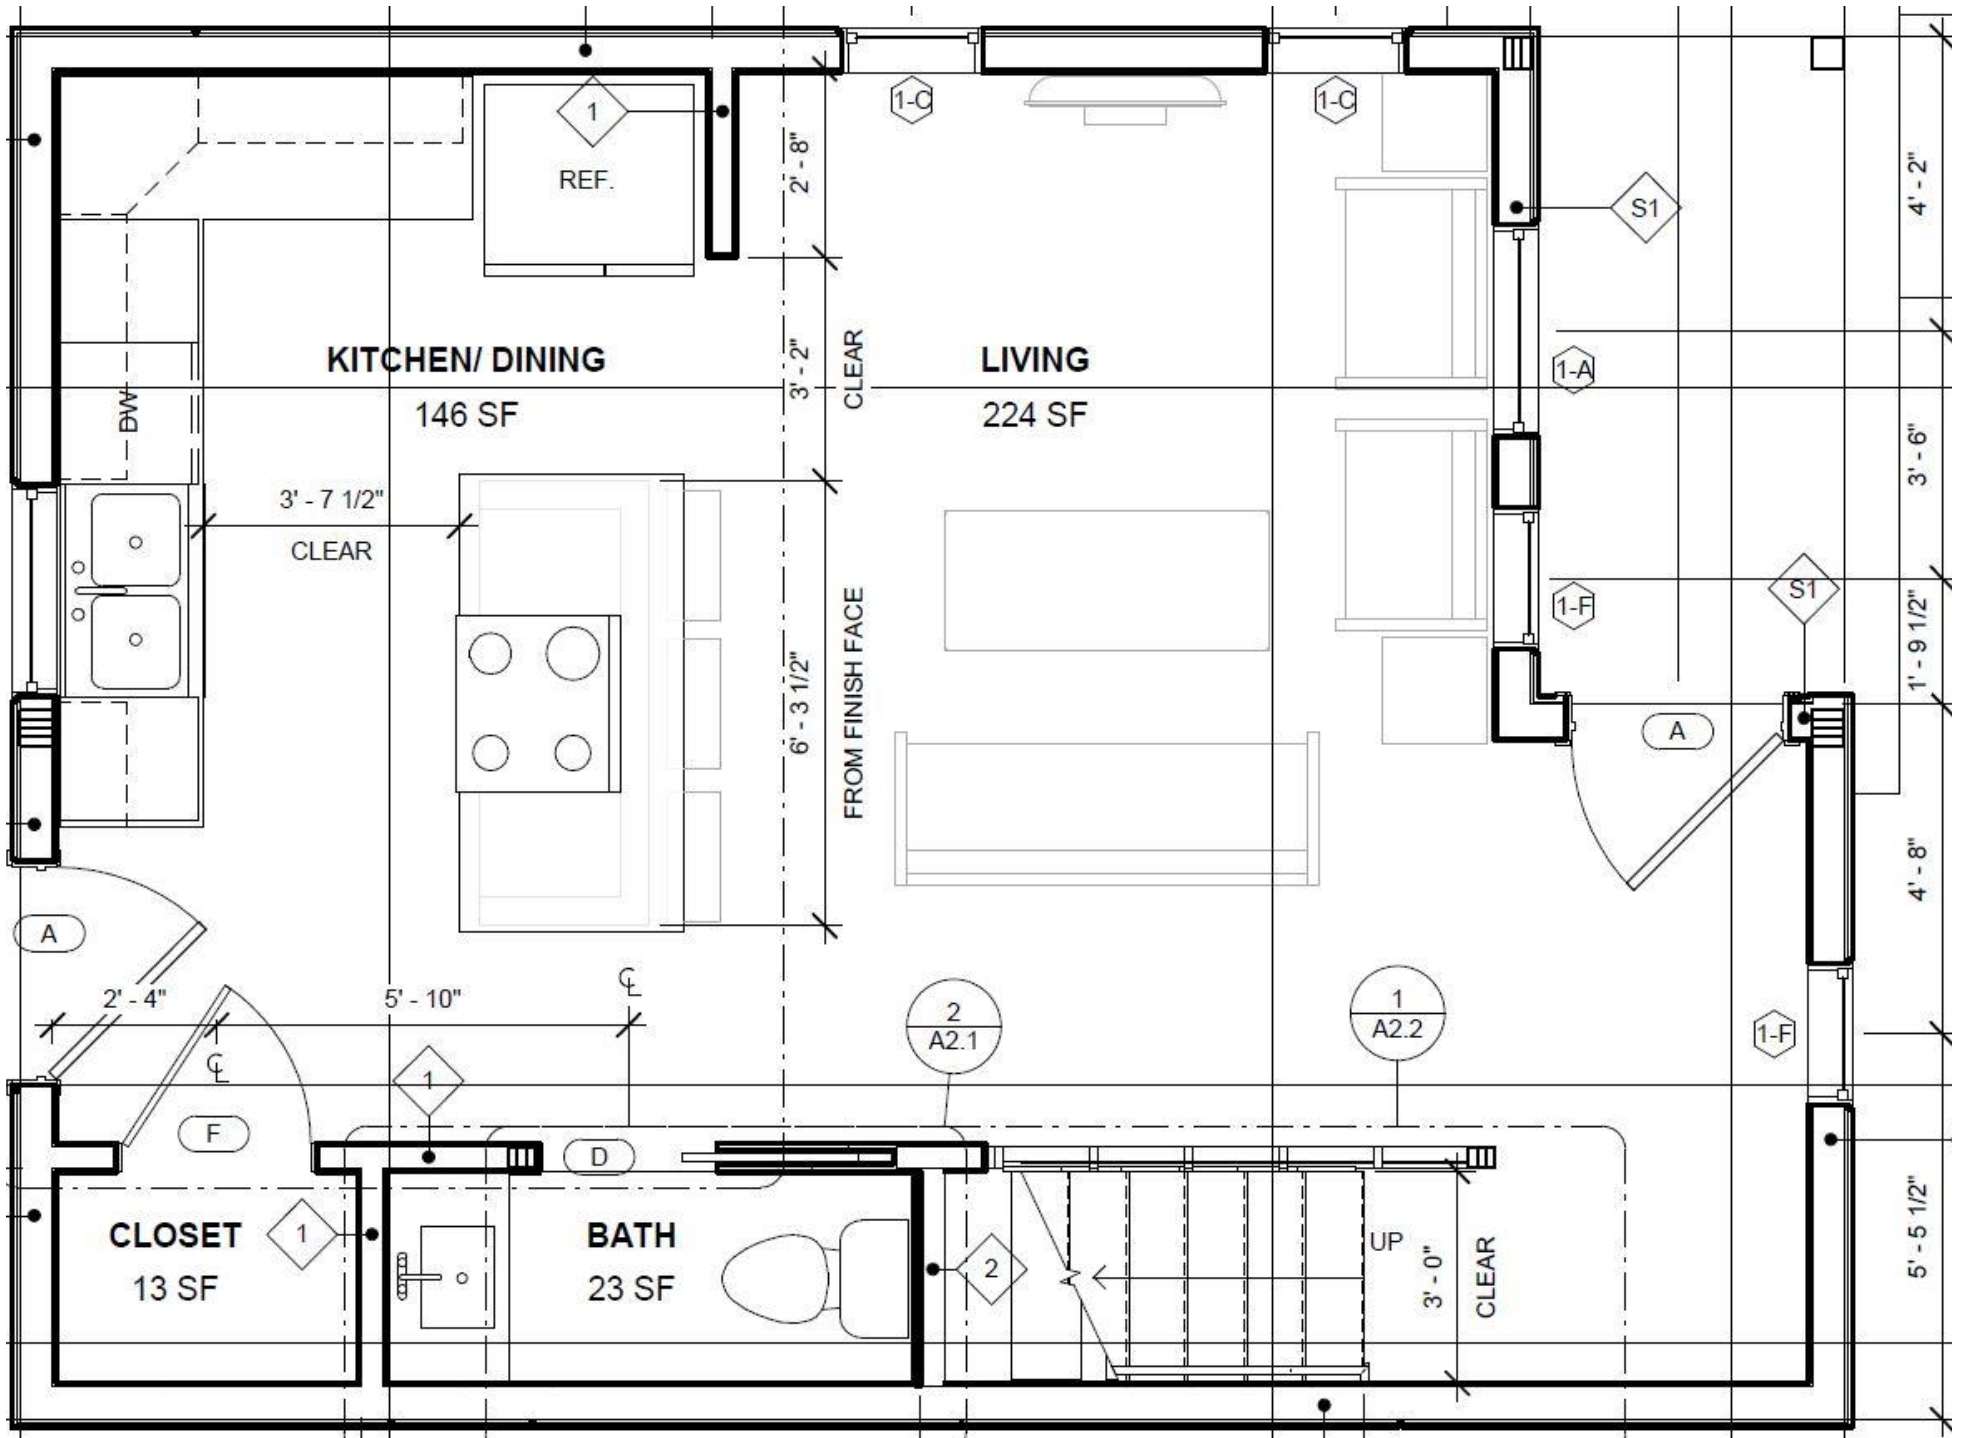 1-C
1-C
1
REF.
2' - 8"
4' - 2"
S1
KITCHEN/ DINING
146 SF
3' - 2"
CLEAR
LIVING
224 SF
1-A
DW
3' - 6"
3' - 7 1/2"
CLEAR
1-F
S1
1' - 9 1/2"
6' - 3 1/2"
FROM FINISH FACE
A
4' - 8"
A
2' - 4"
5' - 10"
℄
℄
2
A2.1
1
A2.2
1-F
1
F
D
CLOSET
13 SF
1
BATH
23 SF
2
UP
3' - 0"
CLEAR
5' - 5 1/2"